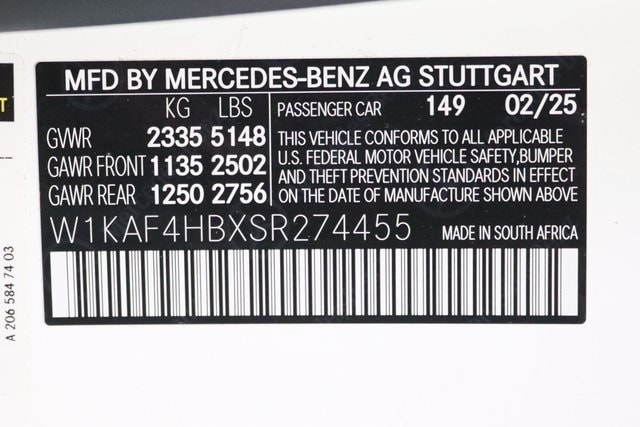 MFD BY MERCEDES-BENZ AG STUTTGART
KG LBS
GVWR 2335 5148
GAWR FRONT 1135 2502
GAWR REAR 1250 2756
PASSENGER CAR 149 02/25
THIS VEHICLE CONFORMS TO ALL APPLICABLE
U.S. FEDERAL MOTOR VEHICLE SAFETY,BUMPER
AND THEFT PREVENTION STANDARDS IN EFFECT
ON THE DATE OF MANUFACTURE SHOWN ABOVE
W1KAF4HBXSR274455 MADE IN SOUTH AFRICA
A 206 584 74 03
T